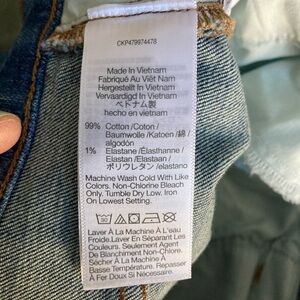 CKP479974478
Made In Vietnam
Fabriqué Au Viêt Nam
Hergestellt In Vietnam
Vervaardigd In Vietnam
ベトナム製
hecho en vietnam
99% Cotton /Coton /
Baumwolle /Katoen /綿 /
algodón
1% Elastane /Élasthanne /
Elastan /Elastaan /
ポリウレタン /elastano
Machine Wash Cold With Like
Colors. Non-Chlorine Bleach
Only. Tumble Dry Low. Iron
On Lowest Setting.
Laver À La Machine À L'eau
Froide.Laver En Séparant Les
Couleurs. Seulement Agent
De Blanchiment Non-Chloré.
Sécher À La Machine À
Basse Température. Repasser
À Fer Doux Si Nécessaire.